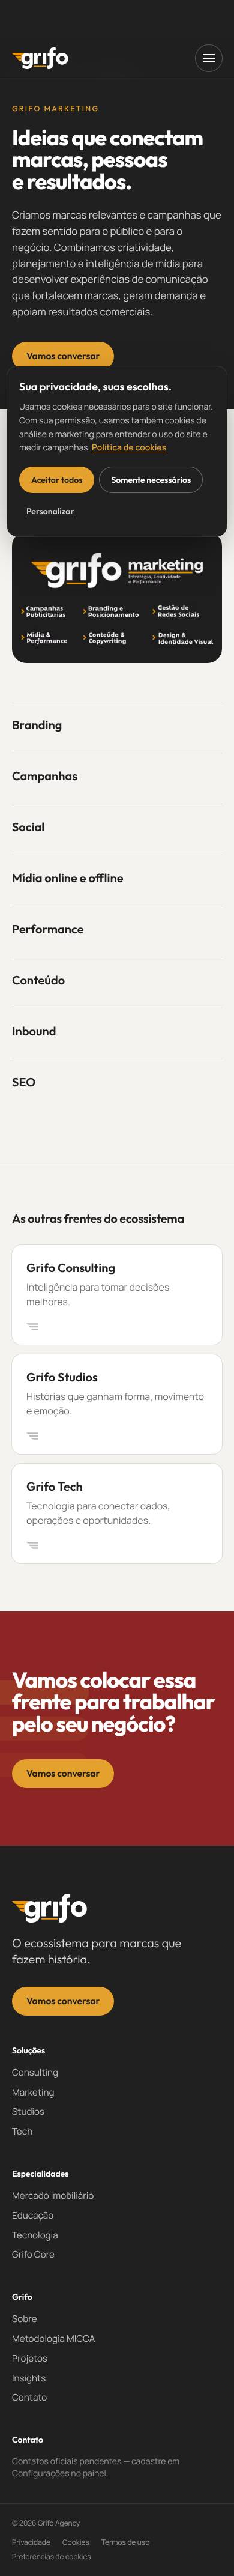 grifo
GRIFO MARKETING
Ideias que conectam
marcas, pessoas
e resultados.
Criamos marcas relevantes e campanhas que
fazem sentido para o público e para o
negócio. Combinamos criatividade,
planejamento e inteligência de mídia para
desenvolver experiências de comunicação
que fortalecem marcas, geram demanda e
apoiam resultados comerciais.
Vamos conversar
Sua privacidade, suas escolhas.
Usamos cookies necessários para o site funcionar.
Com sua permissão, usamos também cookies de
análise e marketing para entender o uso do site e
medir campanhas. Política de cookies
Aceitar todos
Somente necessários
Personalizar
grifo marketing
Estratégia, Criatividade
e Performance
Campanhas
Publicitárias
Branding e
Posicionamento
Gestão de
Redes Sociais
Mídia &
Performance
Conteúdo &
Copywriting
Design &
Identidade Visual
Branding
Campanhas
Social
Mídia online e offline
Performance
Conteúdo
Inbound
SEO
As outras frentes do ecossistema
Grifo Consulting
Inteligência para tomar decisões
melhores.
Grifo Studios
Histórias que ganham forma, movimento
e emoção.
Grifo Tech
Tecnologia para conectar dados,
operações e oportunidades.
Vamos colocar essa
frente para trabalhar
pelo seu negócio?
Vamos conversar
grifo
O ecossistema para marcas que
fazem história.
Vamos conversar
Soluções
Consulting
Marketing
Studios
Tech
Especialidades
Mercado Imobiliário
Educação
Tecnologia
Grifo Core
Grifo
Sobre
Metodologia MICCA
Projetos
Insights
Contato
Contato
Contatos oficiais pendentes — cadastre em
Configurações no painel.
© 2026 Grifo Agency
Privacidade Cookies Termos de uso
Preferências de cookies